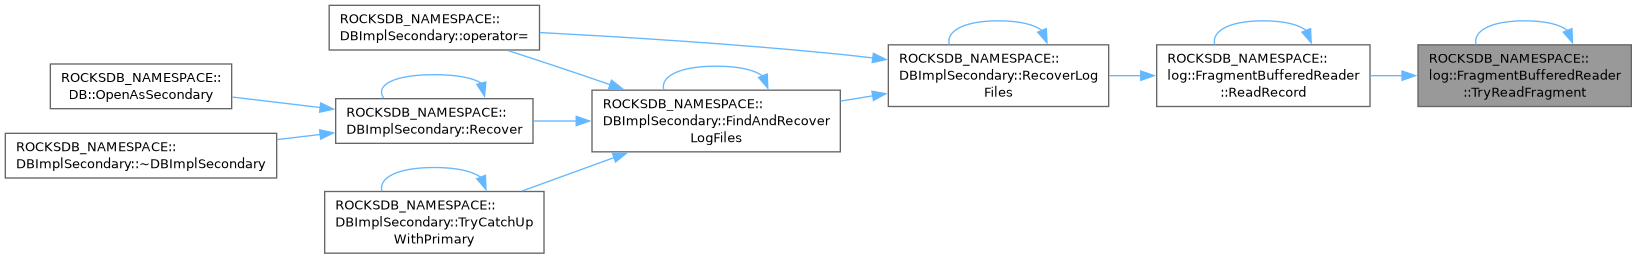 ROCKSDB_NAMESPACE::
DBImplSecondary::operator=
ROCKSDB_NAMESPACE::
DB::OpenAsSecondary
ROCKSDB_NAMESPACE::
DBImplSecondary::~DBImplSecondary
ROCKSDB_NAMESPACE::
DBImplSecondary::Recover
ROCKSDB_NAMESPACE::
DBImplSecondary::TryCatchUp
WithPrimary
ROCKSDB_NAMESPACE::
DBImplSecondary::FindAndRecover
LogFiles
ROCKSDB_NAMESPACE::
DBImplSecondary::RecoverLog
Files
ROCKSDB_NAMESPACE::
log::FragmentBufferedReader
::ReadRecord
ROCKSDB_NAMESPACE::
log::FragmentBufferedReader
::TryReadFragment